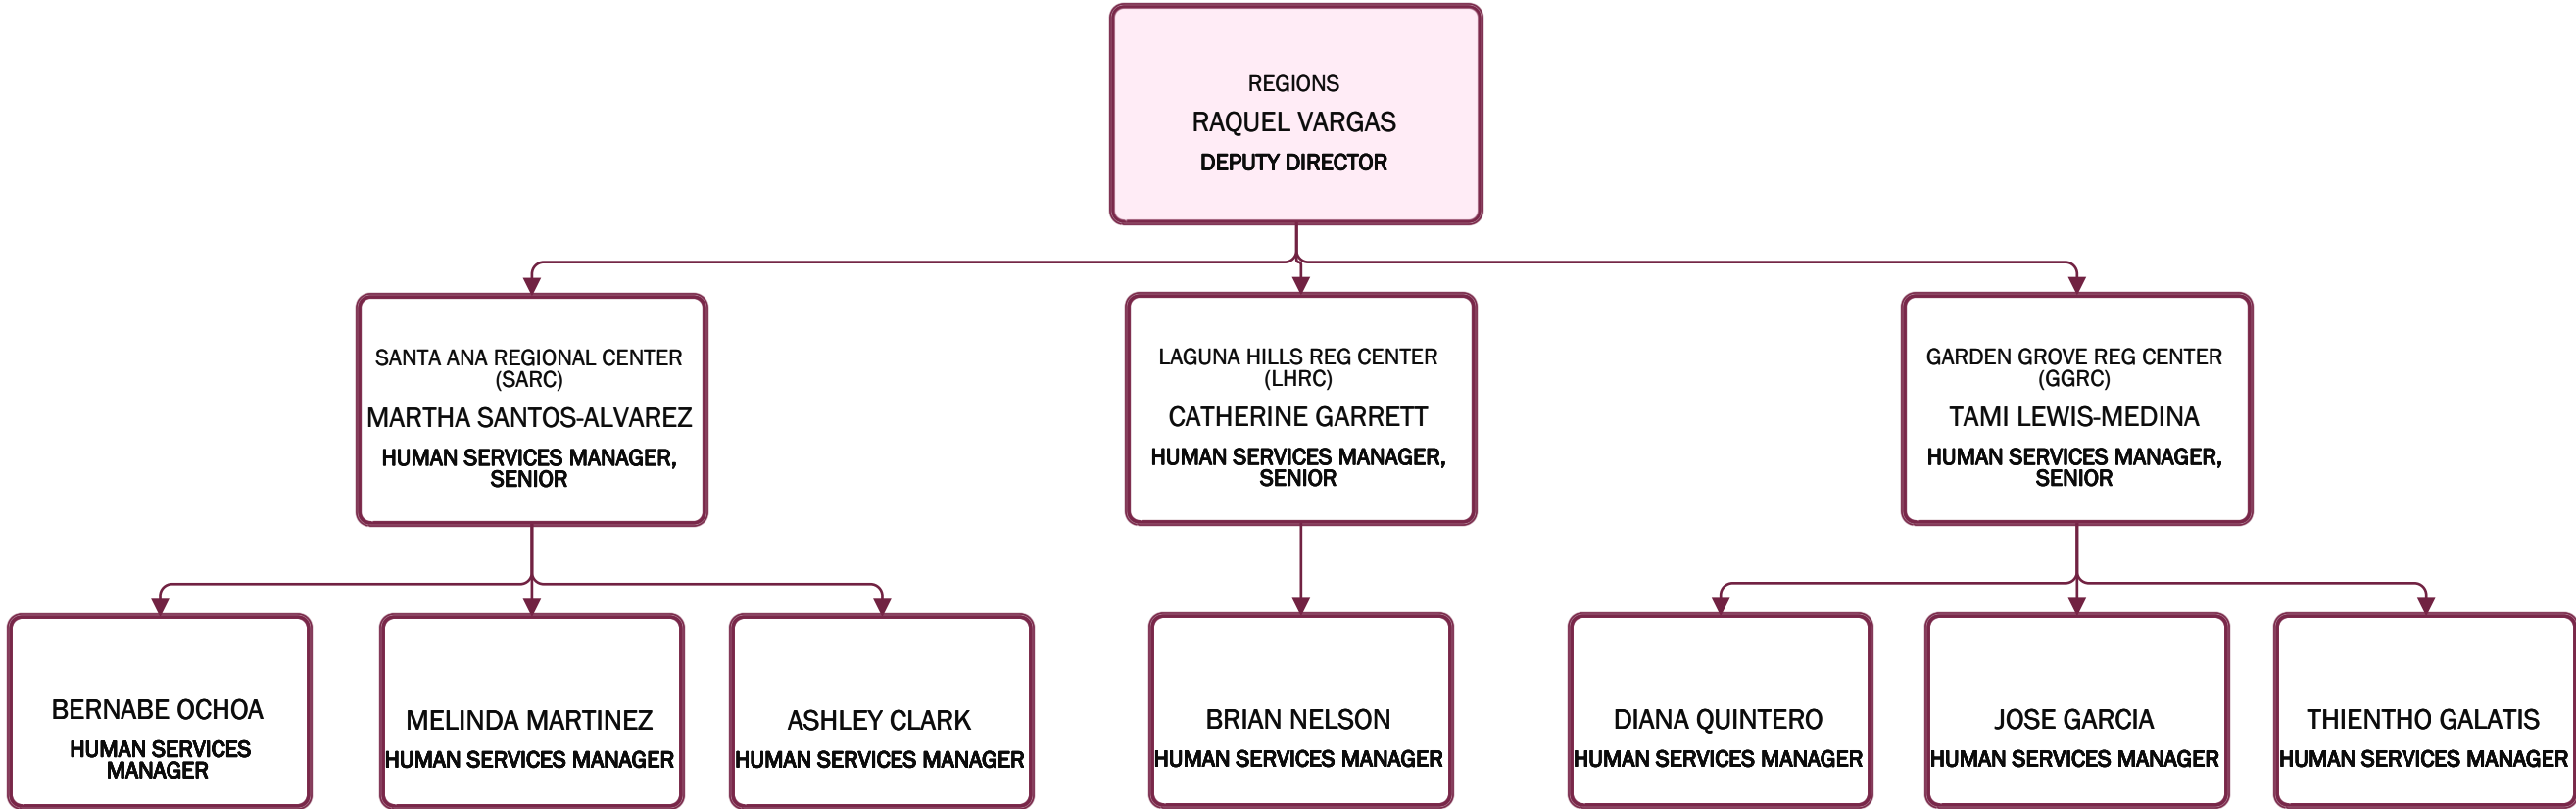 REGIONS
RAQUEL VARGAS
DEPUTY DIRECTOR
SANTA ANA REGIONAL CENTER
(SARC)
MARTHA SANTOS-ALVAREZ
HUMAN SERVICES MANAGER,
SENIOR
LAGUNA HILLS REG CENTER
(LHRC)
CATHERINE GARRETT
HUMAN SERVICES MANAGER,
SENIOR
GARDEN GROVE REG CENTER
(GGRC)
TAMI LEWIS-MEDINA
HUMAN SERVICES MANAGER,
SENIOR
BERNABE OCHOA
HUMAN SERVICES
MANAGER
MELINDA MARTINEZ
HUMAN SERVICES MANAGER
ASHLEY CLARK
HUMAN SERVICES MANAGER
BRIAN NELSON
HUMAN SERVICES MANAGER
DIANA QUINTERO
HUMAN SERVICES MANAGER
JOSE GARCIA
HUMAN SERVICES MANAGER
THIENTHO GALATIS
HUMAN SERVICES MANAGER